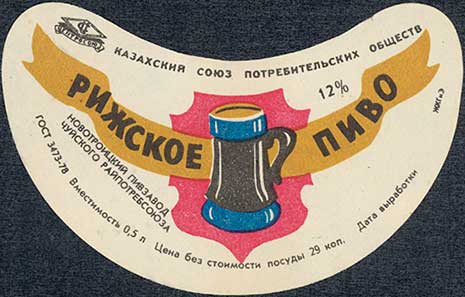 ЦЕНТРОСОЮЗ
КАЗАХСКИЙ СОЮЗ ПОТРЕБИТЕЛЬСКИХ ОБЩЕСТВ
РИЖСКОЕ ПИВО
12%
НОВОТРОИЦКИЙ ПИВЗАВОД
ЧУЙСКОГО РАЙПОТРЕБСОЮЗА
ГОСТ 3473-78 Вместимость 0,5 л Цена без стоимости посуды 29 коп. Дата выработки